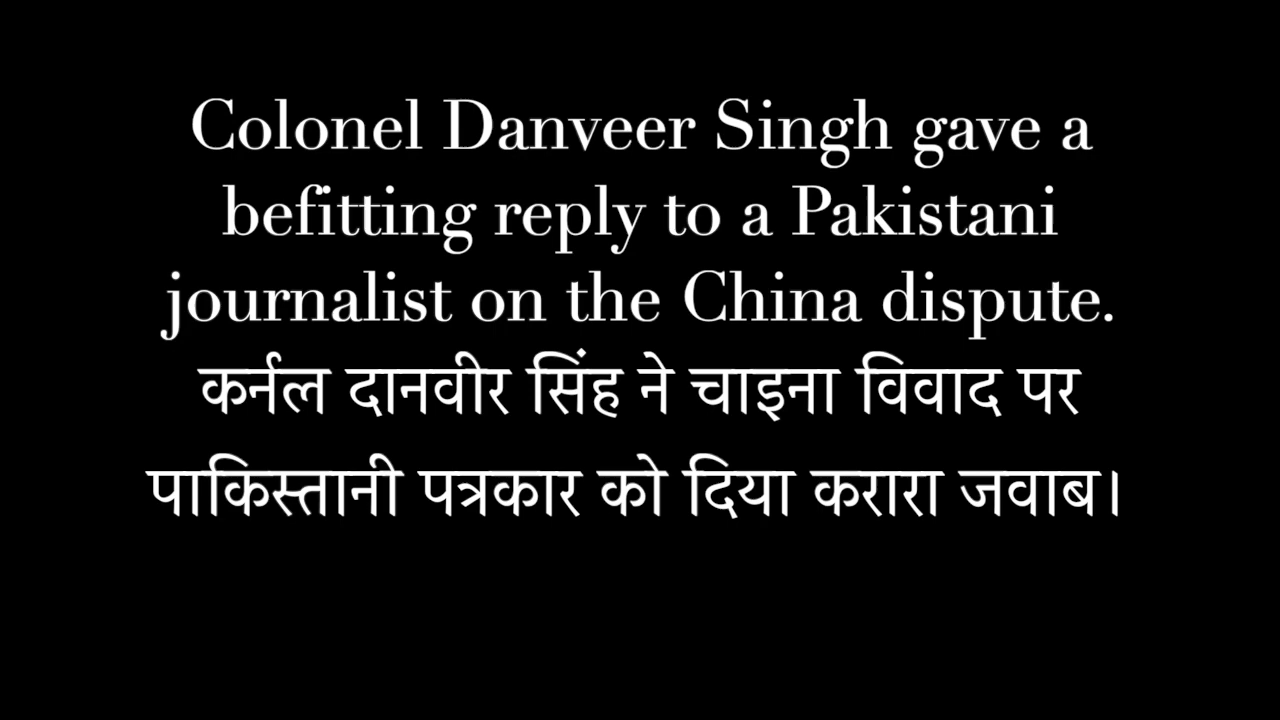 Colonel Danveer Singh gave a
befitting reply to a Pakistani
journalist on the China dispute.
कर्नल दानवीर सिंह ने चाइना विवाद पर
पाकिस्तानी पत्रकार को दिया करारा जवाब।